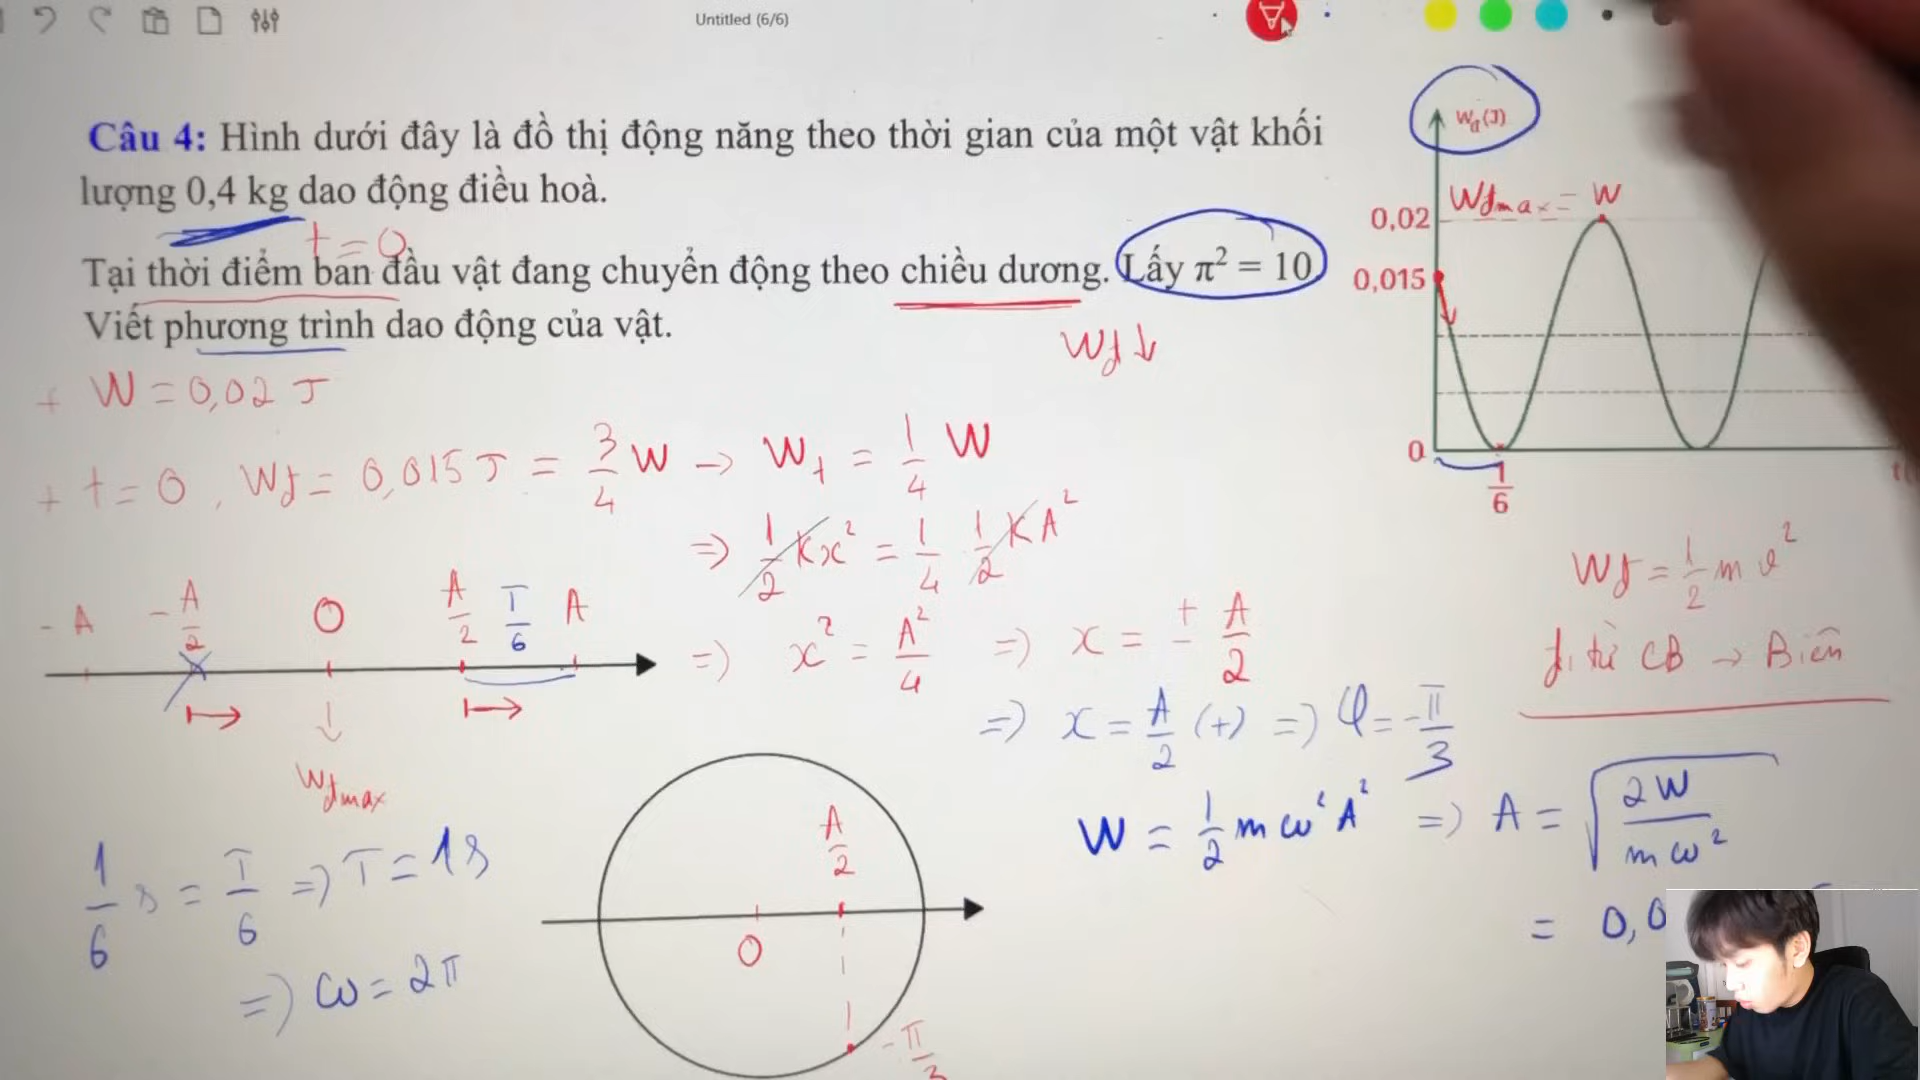 Untitled (6/6)
Câu 4: Hình dưới đây là đồ thị động năng theo thời gian của một vật khối
lượng 0,4 kg dao động điều hoà.
t = 0
Tại thời điểm ban đầu vật đang chuyển động theo chiều dương. Lấy π² = 10
Viết phương trình dao động của vật.
Wđ ↓
Wđ(J)
Wđmax = W
0,02
0,015
0
1/6
+ W = 0,02 J
+ t = 0, Wđ = 0,015 J = 3/4 W → Wt = 1/4 W
⇒ 1/2 Kx² = 1/4 1/2 KA²
⇒ x² = A²/4 ⇒ x = ± A/2
⇒ x = A/2 (+) ⇒ φ = -π/3
Wđ = 1/2 m v²
đi từ CB → Biên
-A -A/2 O A/2 T/6 A
Wđmax
1/6 s = T/6 ⇒ T = 1s
⇒ ω = 2π
A/2
O
-π/3
W = 1/2 m ω² A² ⇒ A = √(2W/mω²)
= 0,0